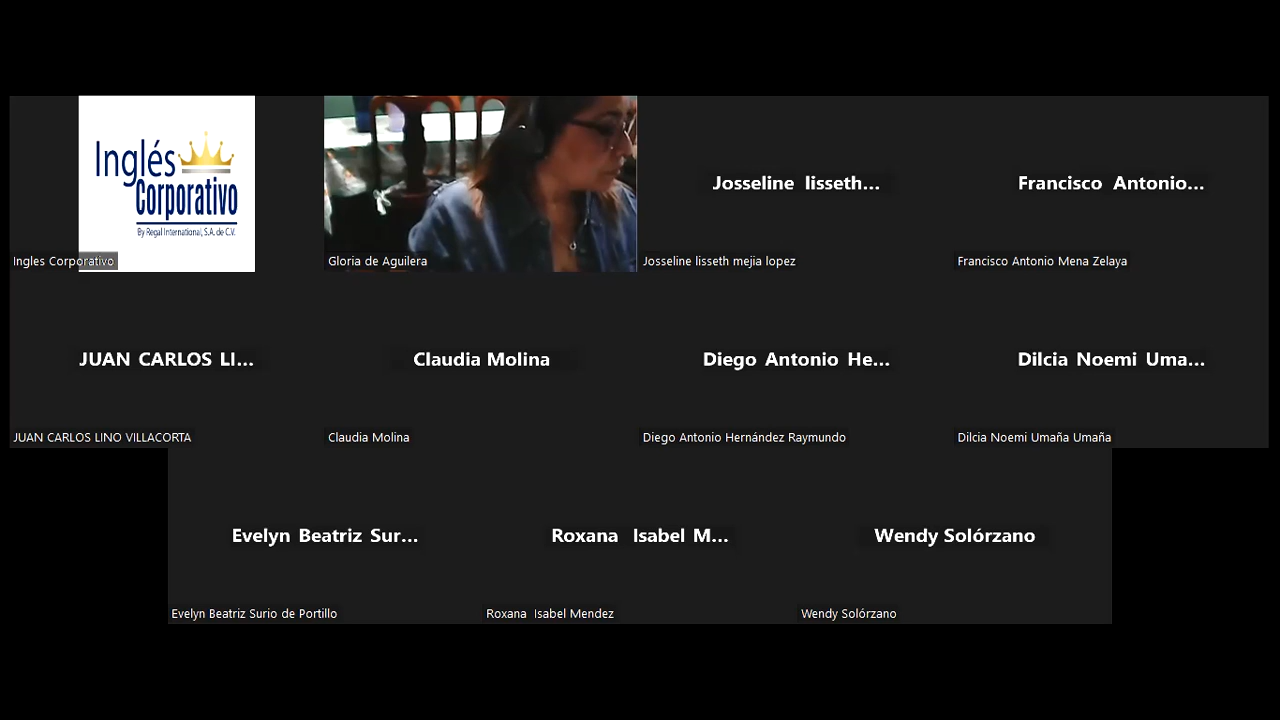 Inglés
Corporativo
By Regal International, S.A. de C.V.
Ingles Corporativo
Gloria de Aguilera
Josseline lisseth...
Josseline lisseth mejia lopez
Francisco Antonio...
Francisco Antonio Mena Zelaya
JUAN CARLOS LI...
JUAN CARLOS LINO VILLACORTA
Claudia Molina
Claudia Molina
Diego Antonio He...
Diego Antonio Hernández Raymundo
Dilcia Noemi Uma...
Dilcia Noemi Umaña Umaña
Evelyn Beatriz Sur...
Evelyn Beatriz Surio de Portillo
Roxana Isabel M...
Roxana Isabel Mendez
Wendy Solórzano
Wendy Solórzano